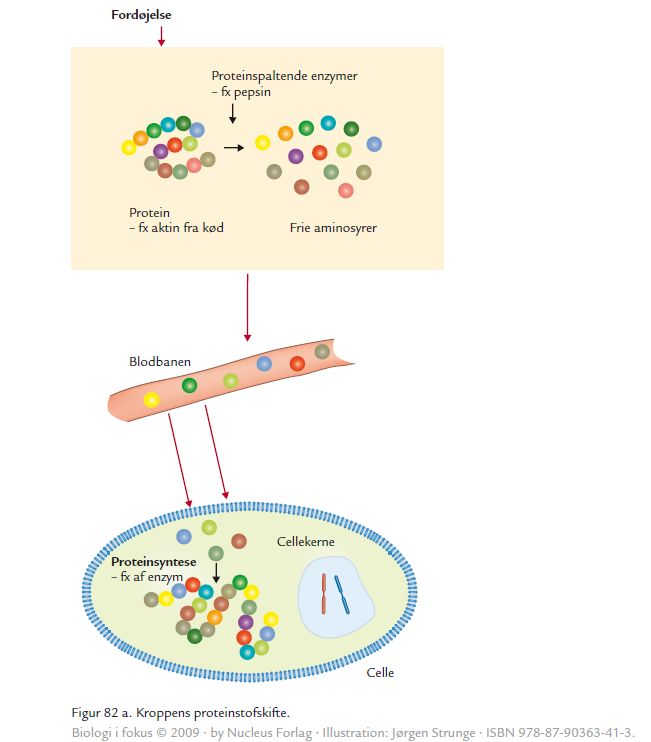 Fordøjelse
Proteinspaltende enzymer
– fx pepsin
Protein
– fx aktin fra kød
Frie aminosyrer
Blodbanen
Cellekerne
Proteinsyntese
– fx af enzym
Celle
Figur 82 a. Kroppens proteinstofskifte.
Biologi i fokus © 2009 · by Nucleus Forlag · Illustration: Jørgen Strunge · ISBN 978-87-90363-41-3.